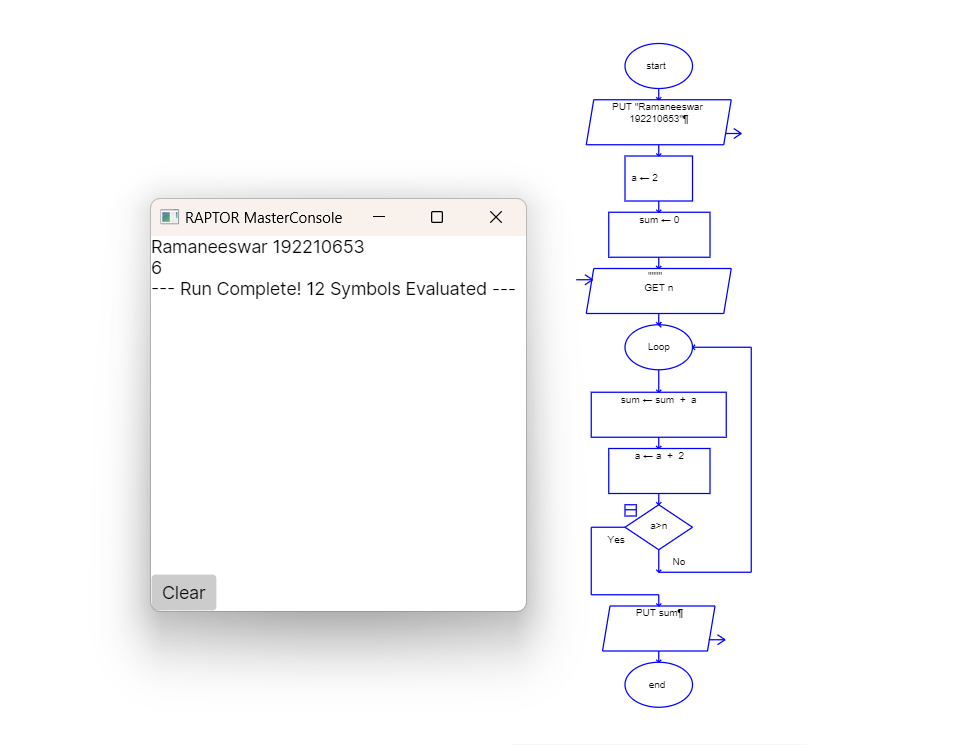 RAPTOR MasterConsole
Ramaneeswar 192210653
6
--- Run Complete! 12 Symbols Evaluated ---
Clear
start
PUT "Ramaneeswar
192210653"¶
a ← 2
sum ← 0
""""
GET n
Loop
sum ← sum + a
a ← a + 2
a>n
Yes
No
PUT sum¶
end